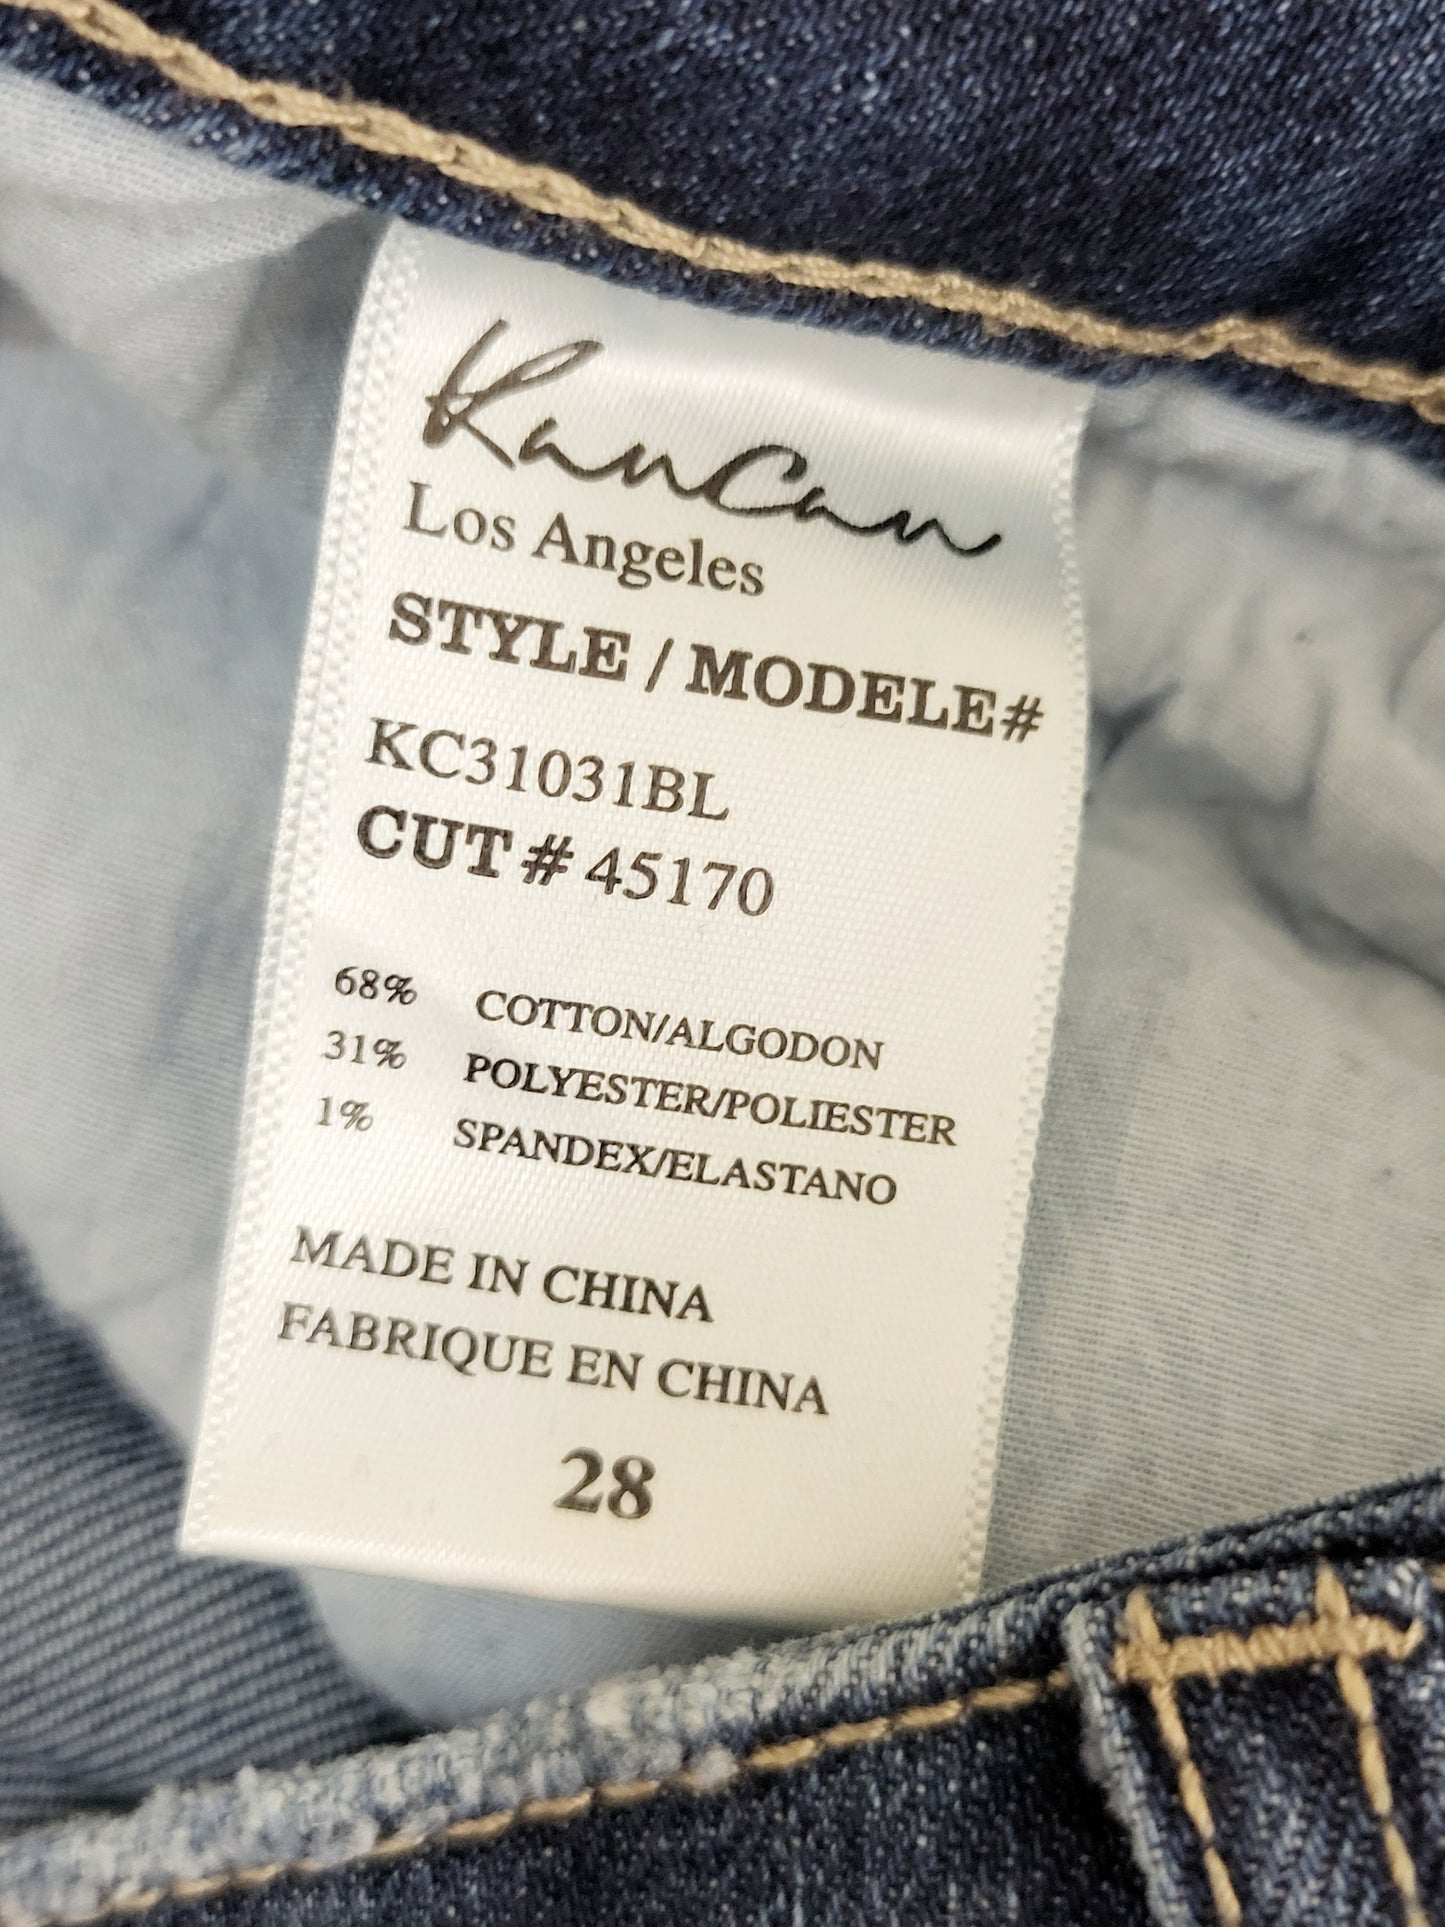 KanCan
Los Angeles
STYLE / MODELE#
KC31031BL
CUT # 45170
68% COTTON/ALGODON
31% POLYESTER/POLIESTER
1% SPANDEX/ELASTANO
MADE IN CHINA
FABRIQUE EN CHINA
28